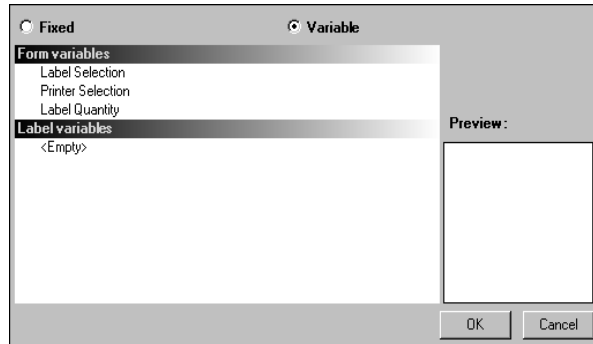 Fixed
Variable
Form variables
Label Selection
Printer Selection
Label Quantity
Label variables
<Empty>
Preview:
OK
Cancel